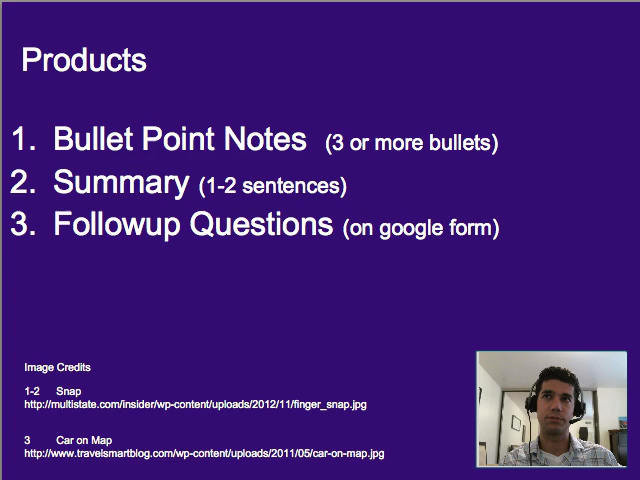 Products
1. Bullet Point Notes (3 or more bullets)
2. Summary (1-2 sentences)
3. Followup Questions (on google form)
Image Credits
1-2 Snap
http://multistate.com/insider/wp-content/uploads/2012/11/finger_snap.jpg
3 Car on Map
http://www.travelsmartblog.com/wp-content/uploads/2011/05/car-on-map.jpg